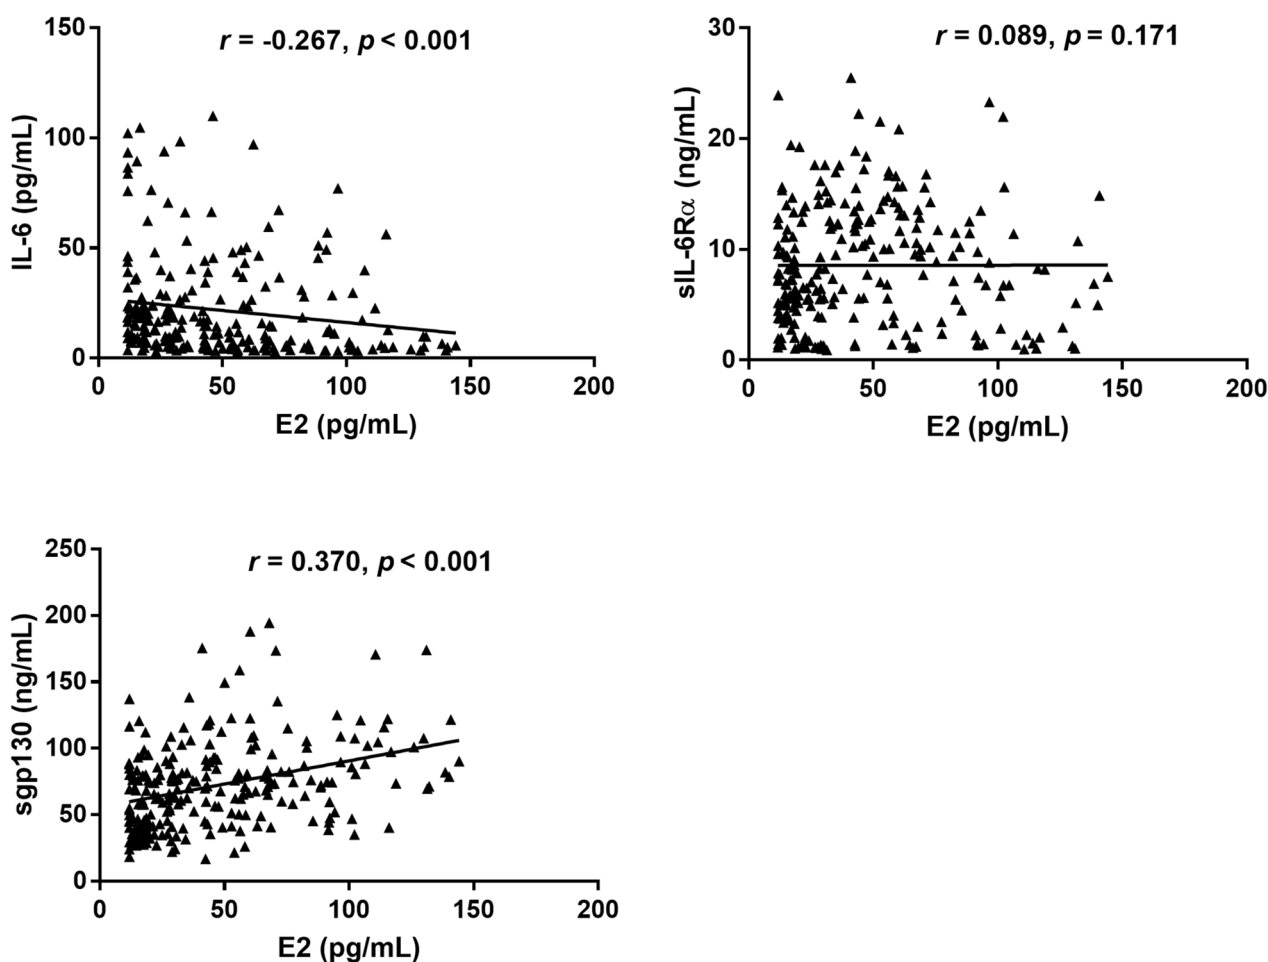 r = -0.267, p < 0.001
150
100
50
0
IL-6 (pg/mL)
0 50 100 150 200
E2 (pg/mL)
r = 0.089, p = 0.171
30
20
10
0
sIL-6Rα (ng/mL)
0 50 100 150 200
E2 (pg/mL)
r = 0.370, p < 0.001
250
200
150
100
50
0
sgp130 (ng/mL)
0 50 100 150 200
E2 (pg/mL)